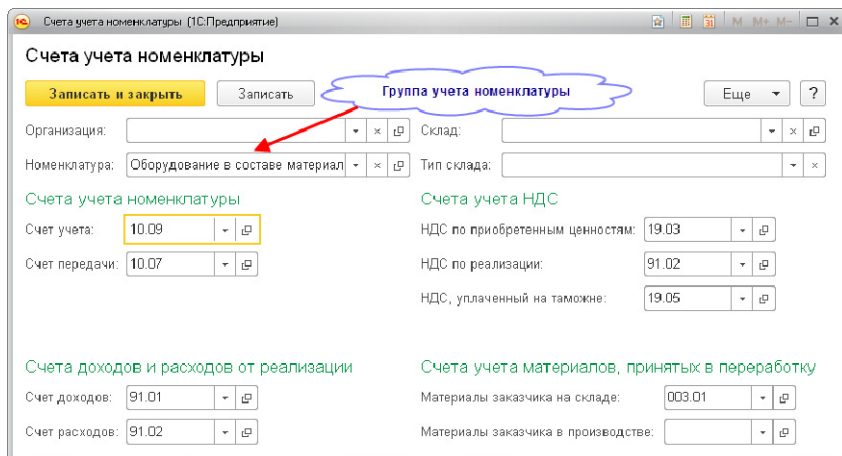 1С Счета учета номенклатуры (1С:Предприятие) 31 M M+ M-
Счета учета номенклатуры
Записать и закрыть Записать Группа учета номенклатуры Еще ?
Организация: Склад:
Номенклатура: Оборудование в составе материал Тип склада:
Счета учета номенклатуры Счета учета НДС
Счет учета: 10.09 НДС по приобретенным ценностям: 19.03
Счет передачи: 10.07 НДС по реализации: 91.02
НДС, уплаченный на таможне: 19.05
Счета доходов и расходов от реализации Счета учета материалов, принятых в переработку
Счет доходов: 91.01 Материалы заказчика на складе: 003.01
Счет расходов: 91.02 Материалы заказчика в производстве: